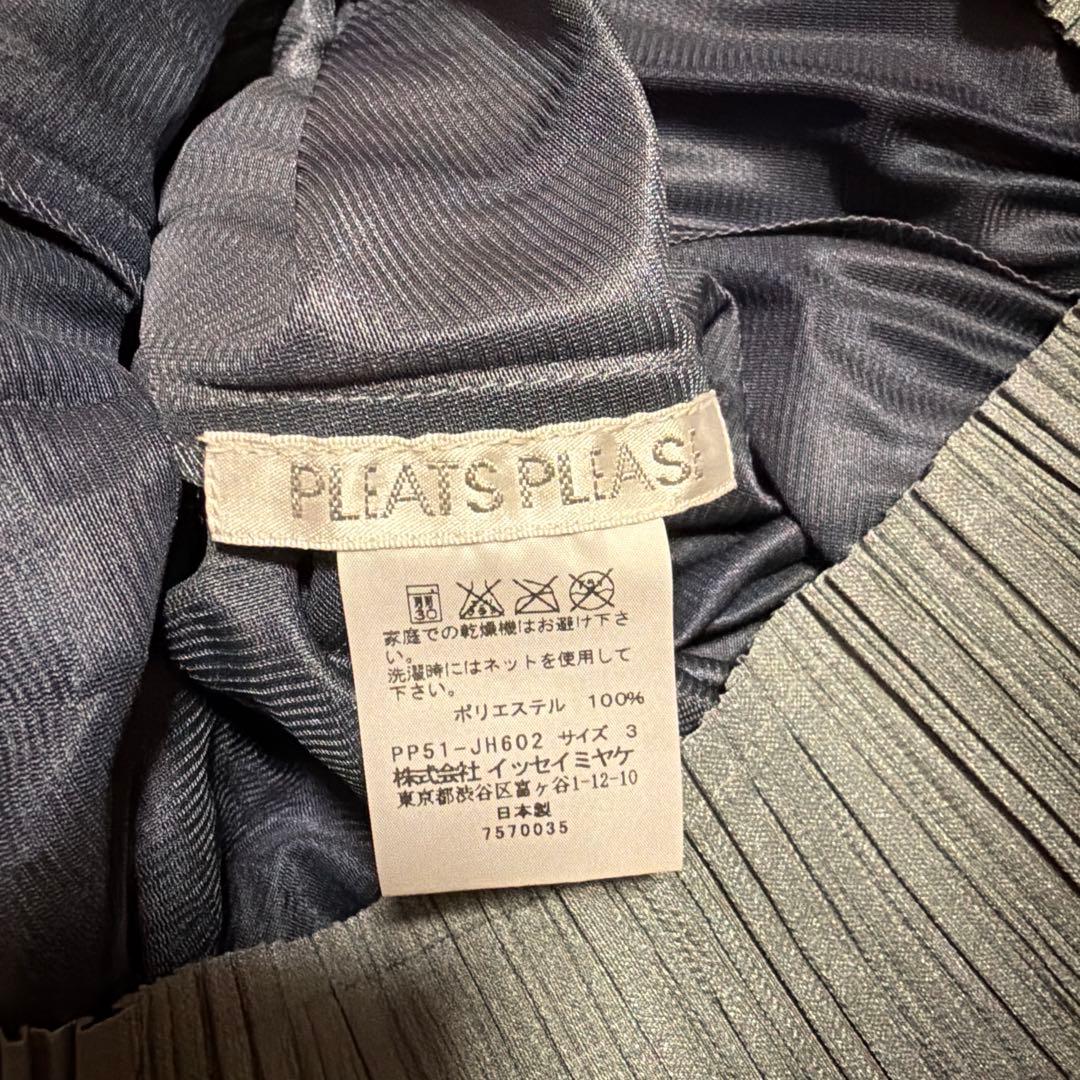 PLEATS PLEASE
30
家庭での乾燥機はお避け下さ
い。
洗濯時にはネットを使用して
下さい。
ポリエステル 100%
PP51-JH602 サイズ 3
株式会社 イッセイミヤケ
東京都渋谷区富ヶ谷1-12-10
日本製
7570035